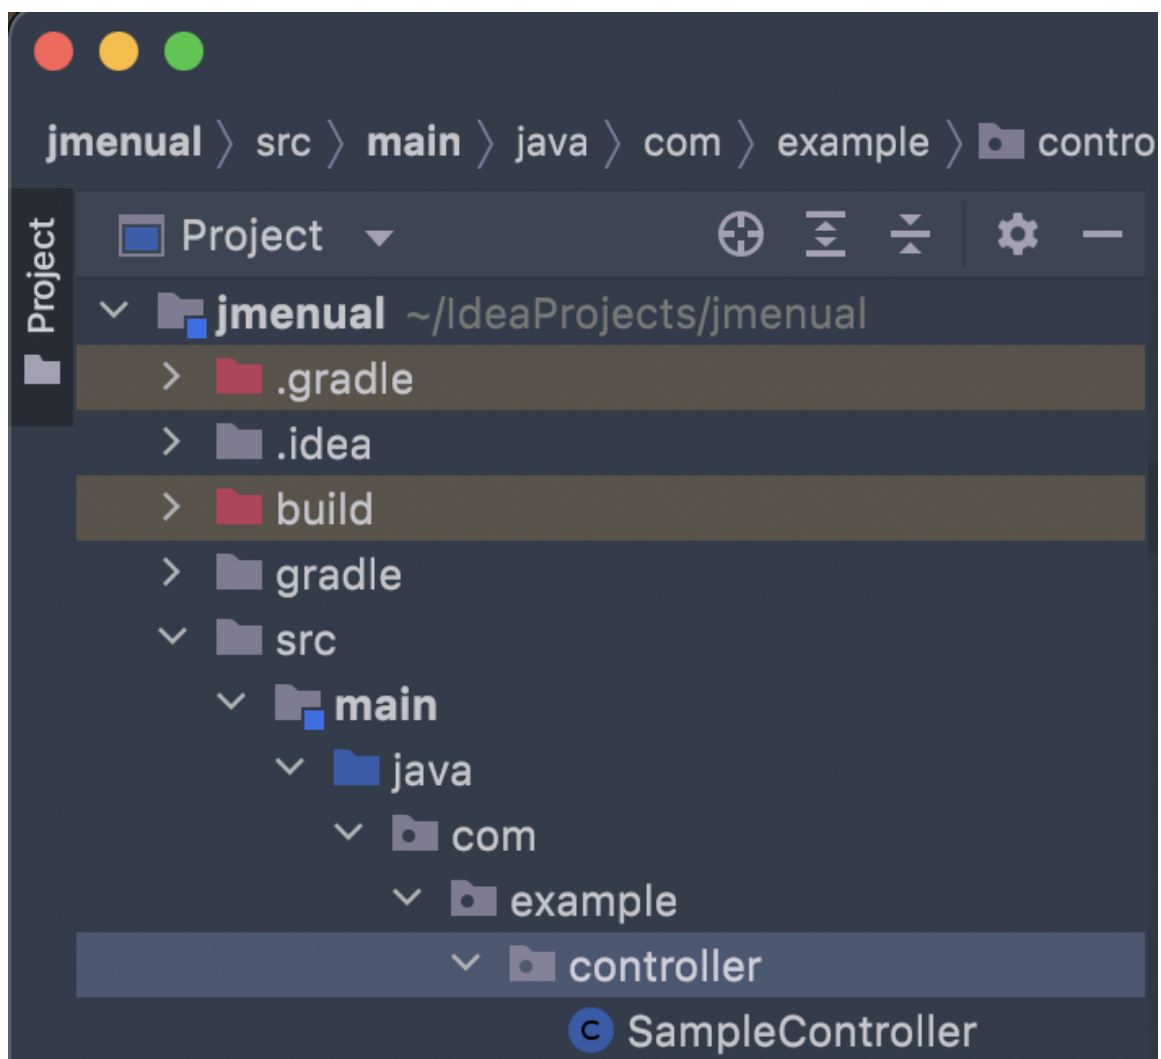 jmenual 〉 src 〉 main 〉 java 〉 com 〉 example 〉 contro
Project
Project
jmenual ~/IdeaProjects/jmenual
.gradle
.idea
build
gradle
src
main
java
com
example
controller
C SampleController